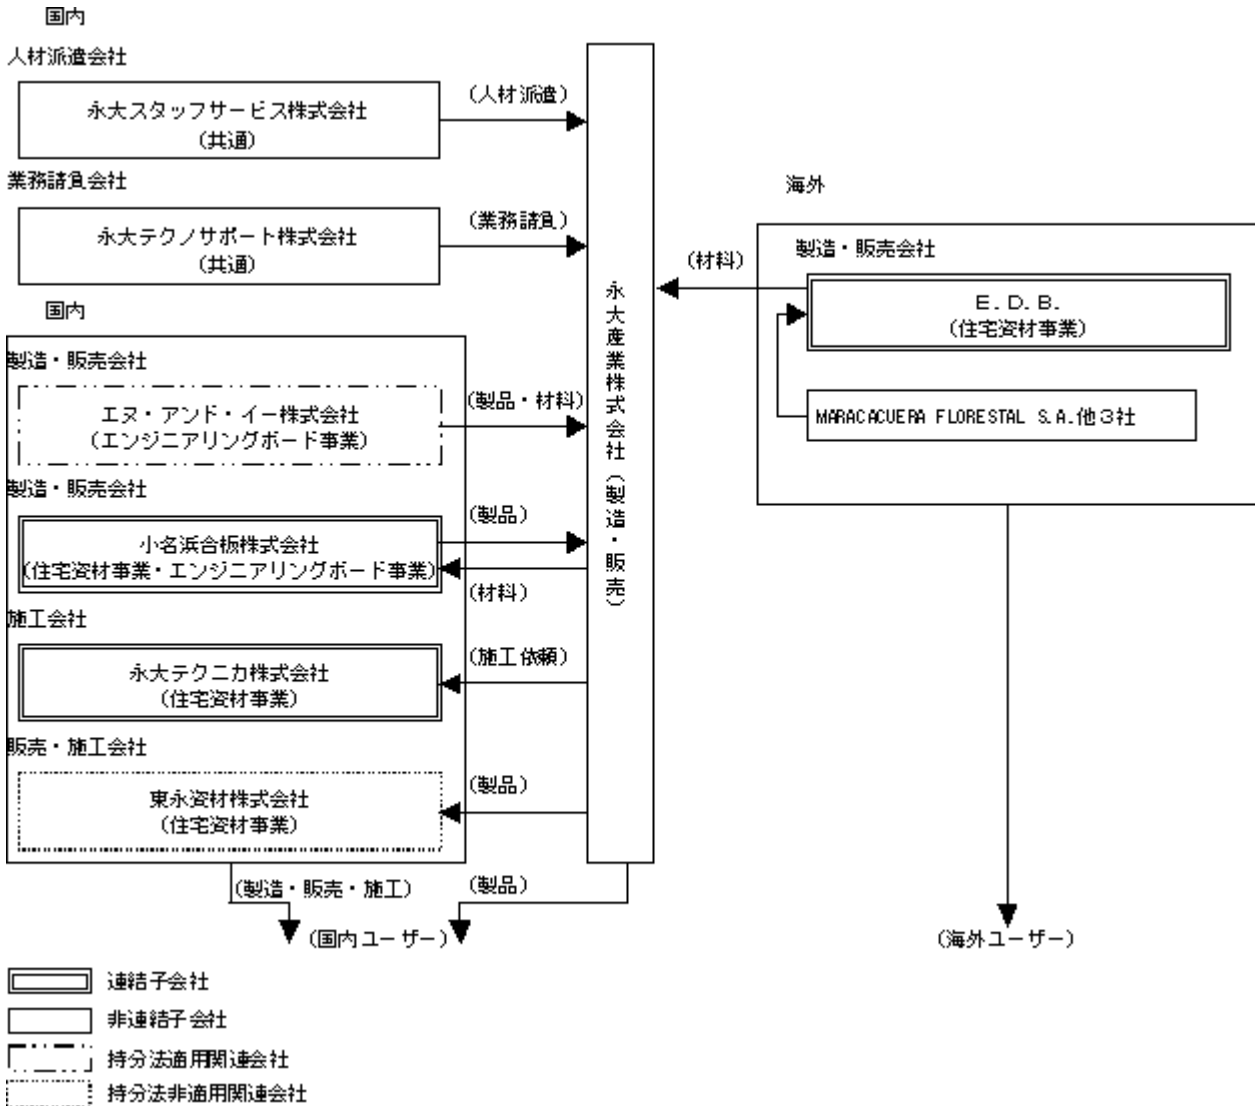 国内
人材派遣会社
永大スタッフサービス株式会社
(共通)
(人材派遣)
業務請負会社
永大テクノサポート株式会社
(共通)
(業務請負)
国内
製造・販売会社
エヌ・アンド・イー株式会社
(エンジニアリングボード事業)
(製品・材料)
製造・販売会社
小名浜合板株式会社
(住宅資材事業・エンジニアリングボード事業)
(製品)
(材料)
施工会社
永大テクニカ株式会社
(住宅資材事業)
(施工依頼)
販売・施工会社
東永資材株式会社
(住宅資材事業)
(製品)
永大産業株式会社(製造・販売)
海外
製造・販売会社
(材料)
E.D.B.
(住宅資材事業)
MARACACUERA FLORESTAL S.A.他3社
(製造・販売・施工)
(製品)
(国内ユーザー)
(海外ユーザー)
連結子会社
非連結子会社
持分法適用関連会社
持分法非適用関連会社